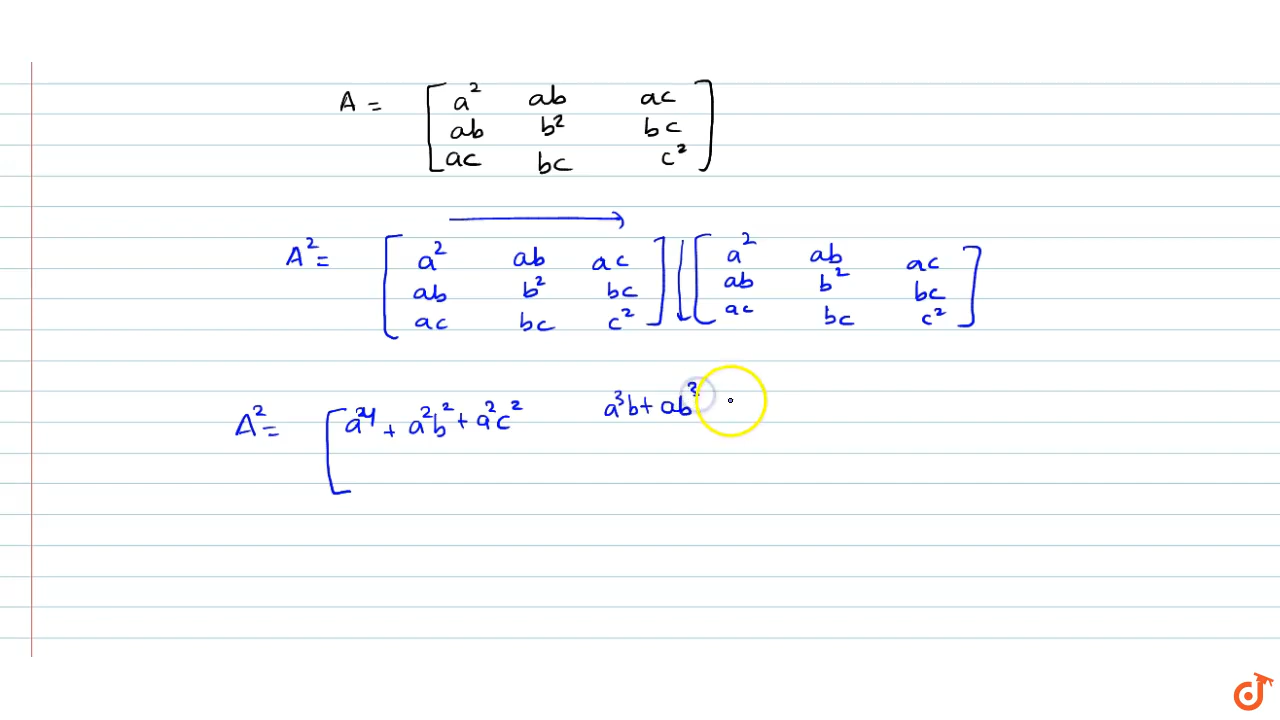 A = [ a² ab ac
ab b² bc
ac bc c² ]
A² = [ a² ab ac ] [ a² ab ac ]
ab b² bc ab b² bc
ac bc c² ac bc c²
A² = [ a⁴ + a²b² + a²c² a³b + ab³